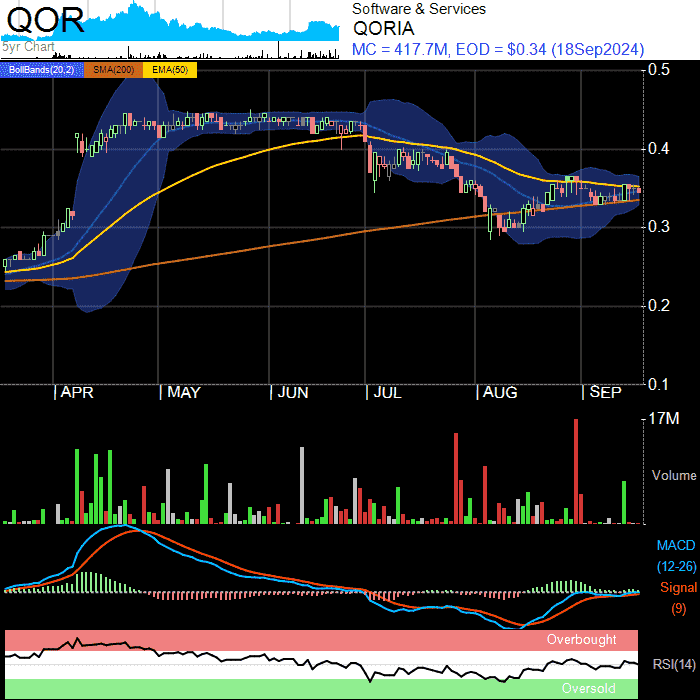 QOR
5yr Chart
Software & Services
QORIA
MC = 417.7M, EOD = $0.34 (18Sep2024)
BollBands(20,2) SMA(200) EMA(50)
0.5
0.4
0.3
0.2
0.1
APR MAY JUN JUL AUG SEP
17M
Volume
MACD
(12-26)
Signal
(9)
Overbought
RSI(14)
Oversold